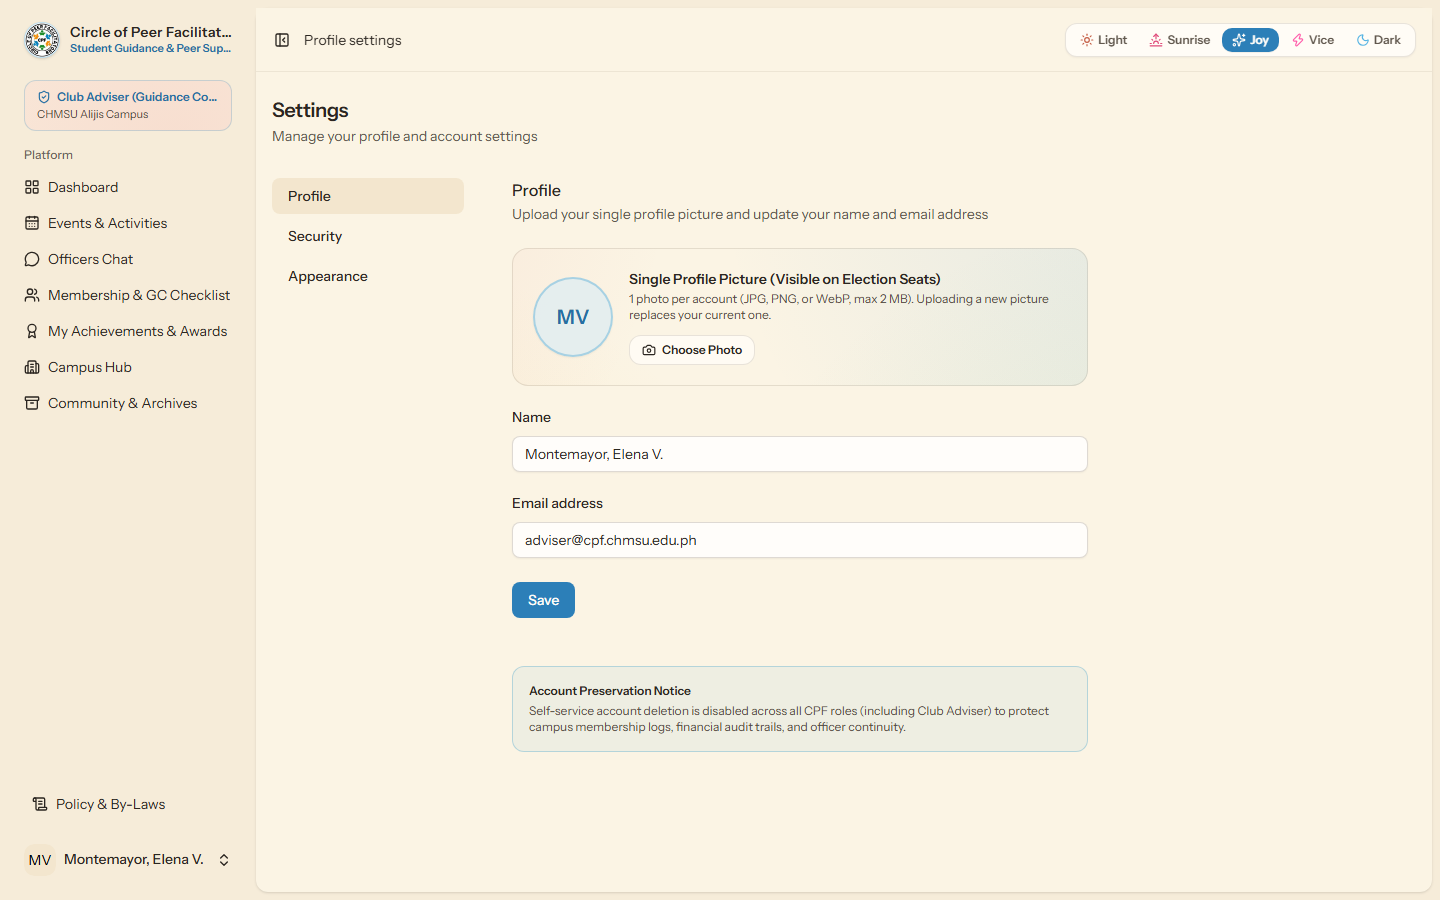 Circle of Peer Facilitat...
Student Guidance & Peer Sup...
Club Adviser (Guidance Co...
CHMSU Alijis Campus
Platform
Dashboard
Events & Activities
Officers Chat
Membership & GC Checklist
My Achievements & Awards
Campus Hub
Community & Archives
Policy & By-Laws
MV Montemayor, Elena V.
Profile settings
Light Sunrise Joy Vice Dark
Settings
Manage your profile and account settings
Profile
Security
Appearance
Profile
Upload your single profile picture and update your name and email address
MV
Single Profile Picture (Visible on Election Seats)
1 photo per account (JPG, PNG, or WebP, max 2 MB). Uploading a new picture
replaces your current one.
Choose Photo
Name
Montemayor, Elena V.
Email address
adviser@cpf.chmsu.edu.ph
Save
Account Preservation Notice
Self-service account deletion is disabled across all CPF roles (including Club Adviser) to protect
campus membership logs, financial audit trails, and officer continuity.